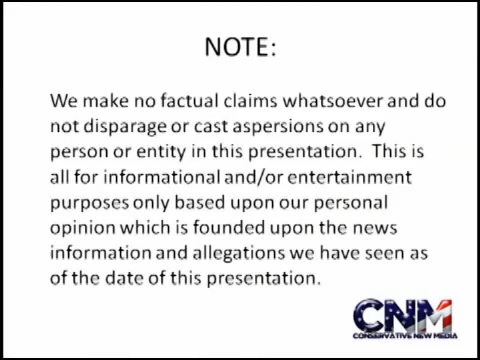 NOTE:
We make no factual claims whatsoever and do
not disparage or cast aspersions on any
person or entity in this presentation.  This is
all for informational and/or entertainment
purposes only based upon our personal
opinion which is founded upon the news
information and allegations we have seen as
of the date of this presentation.
CNM
CONSERVATIVE NEW MEDIA